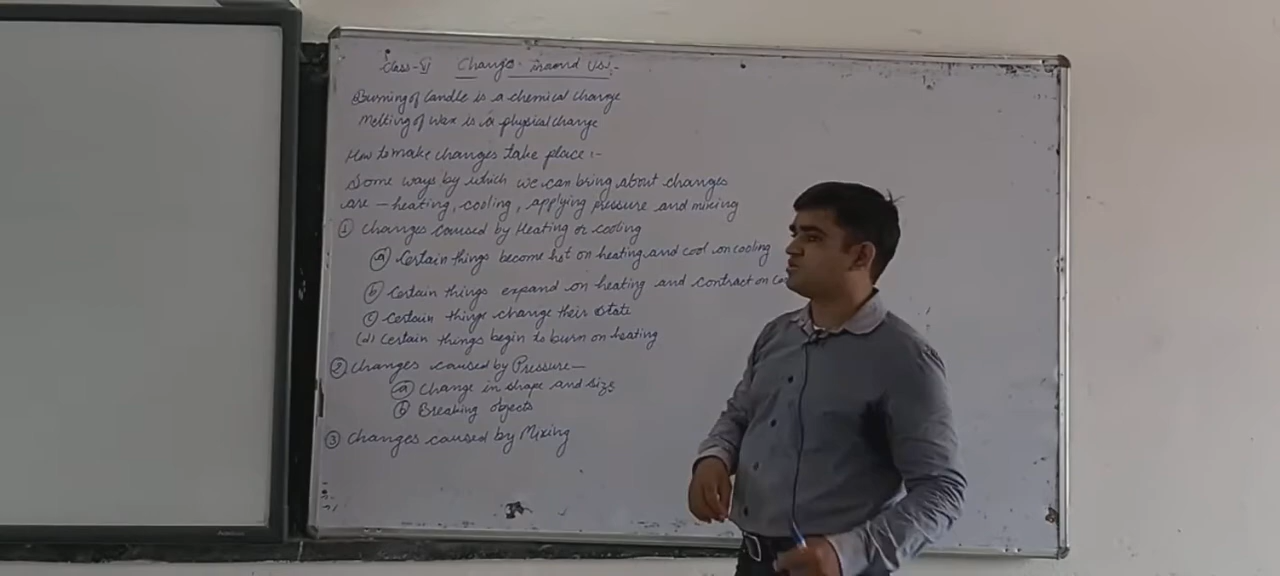 Class-VI Changes around Us:-
Burning of Candle is a chemical change
Melting of wax is a physical change
How to make changes take place :-
Some ways by which we can bring about changes
are - heating, cooling, applying pressure and mixing
① Changes caused by Heating or cooling
(a) Certain things become hot on heating and cool on cooling
(b) Certain things expand on heating and contract on
(c) Certain things change their state
(d) Certain things begin to burn on heating
② Changes caused by Pressure-
(a) Change in shape and size
(b) Breaking objects
③ Changes caused by Mixing